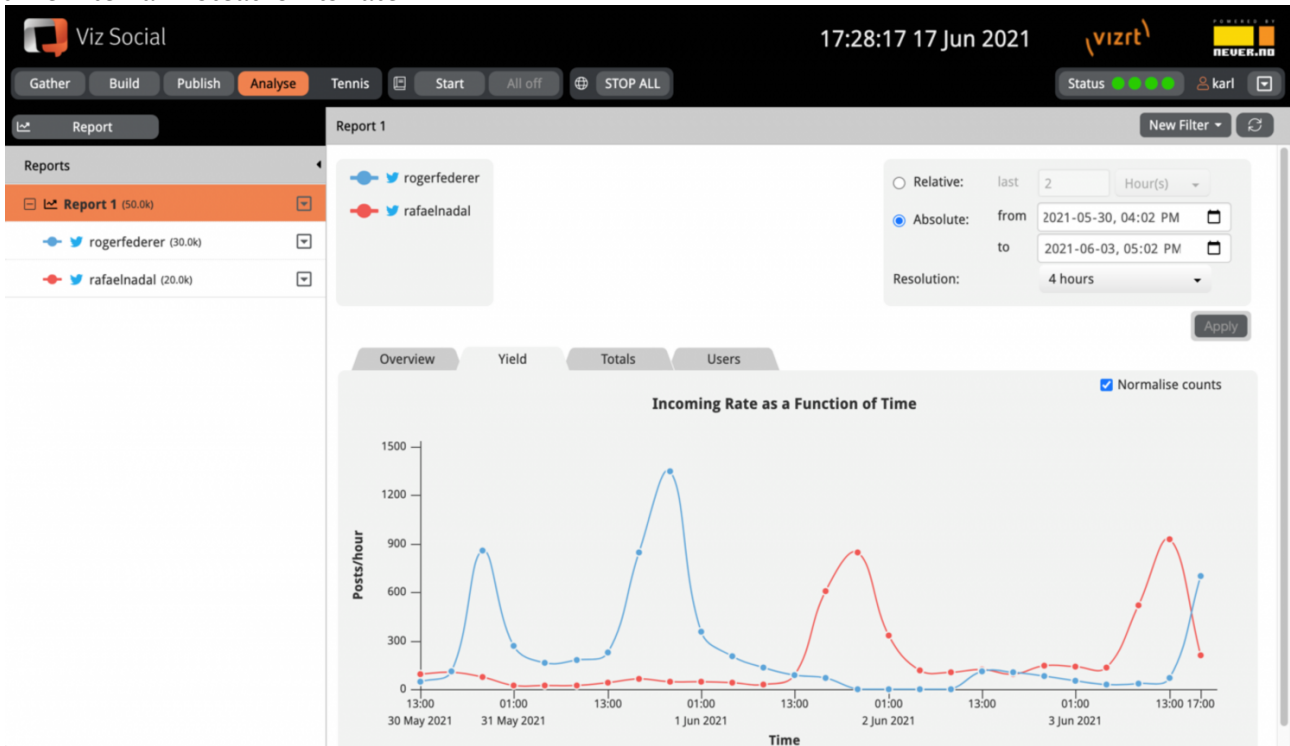 Viz Social
17:28:17 17 Jun 2021
vizrt
POWERED BY
NEVER.NO
Gather Build Publish Analyse Tennis Start All off STOP ALL Status karl
Report
Report 1
New Filter
Reports
Report 1 (50.0k)
rogerfederer (30.0k)
rafaelnadal (20.0k)
rogerfederer
rafaelnadal
Relative: last 2 Hour(s)
Absolute: from 2021-05-30, 04:02 PM
to 2021-06-03, 05:02 PM
Resolution: 4 hours
Apply
Overview Yield Totals Users
Normalise counts
Incoming Rate as a Function of Time
1500
1200
900
600
300
0
Posts/hour
13:00 01:00 13:00 01:00 13:00 01:00 13:00 01:00 13:00 17:00
30 May 2021 31 May 2021 1 Jun 2021 2 Jun 2021 3 Jun 2021
Time